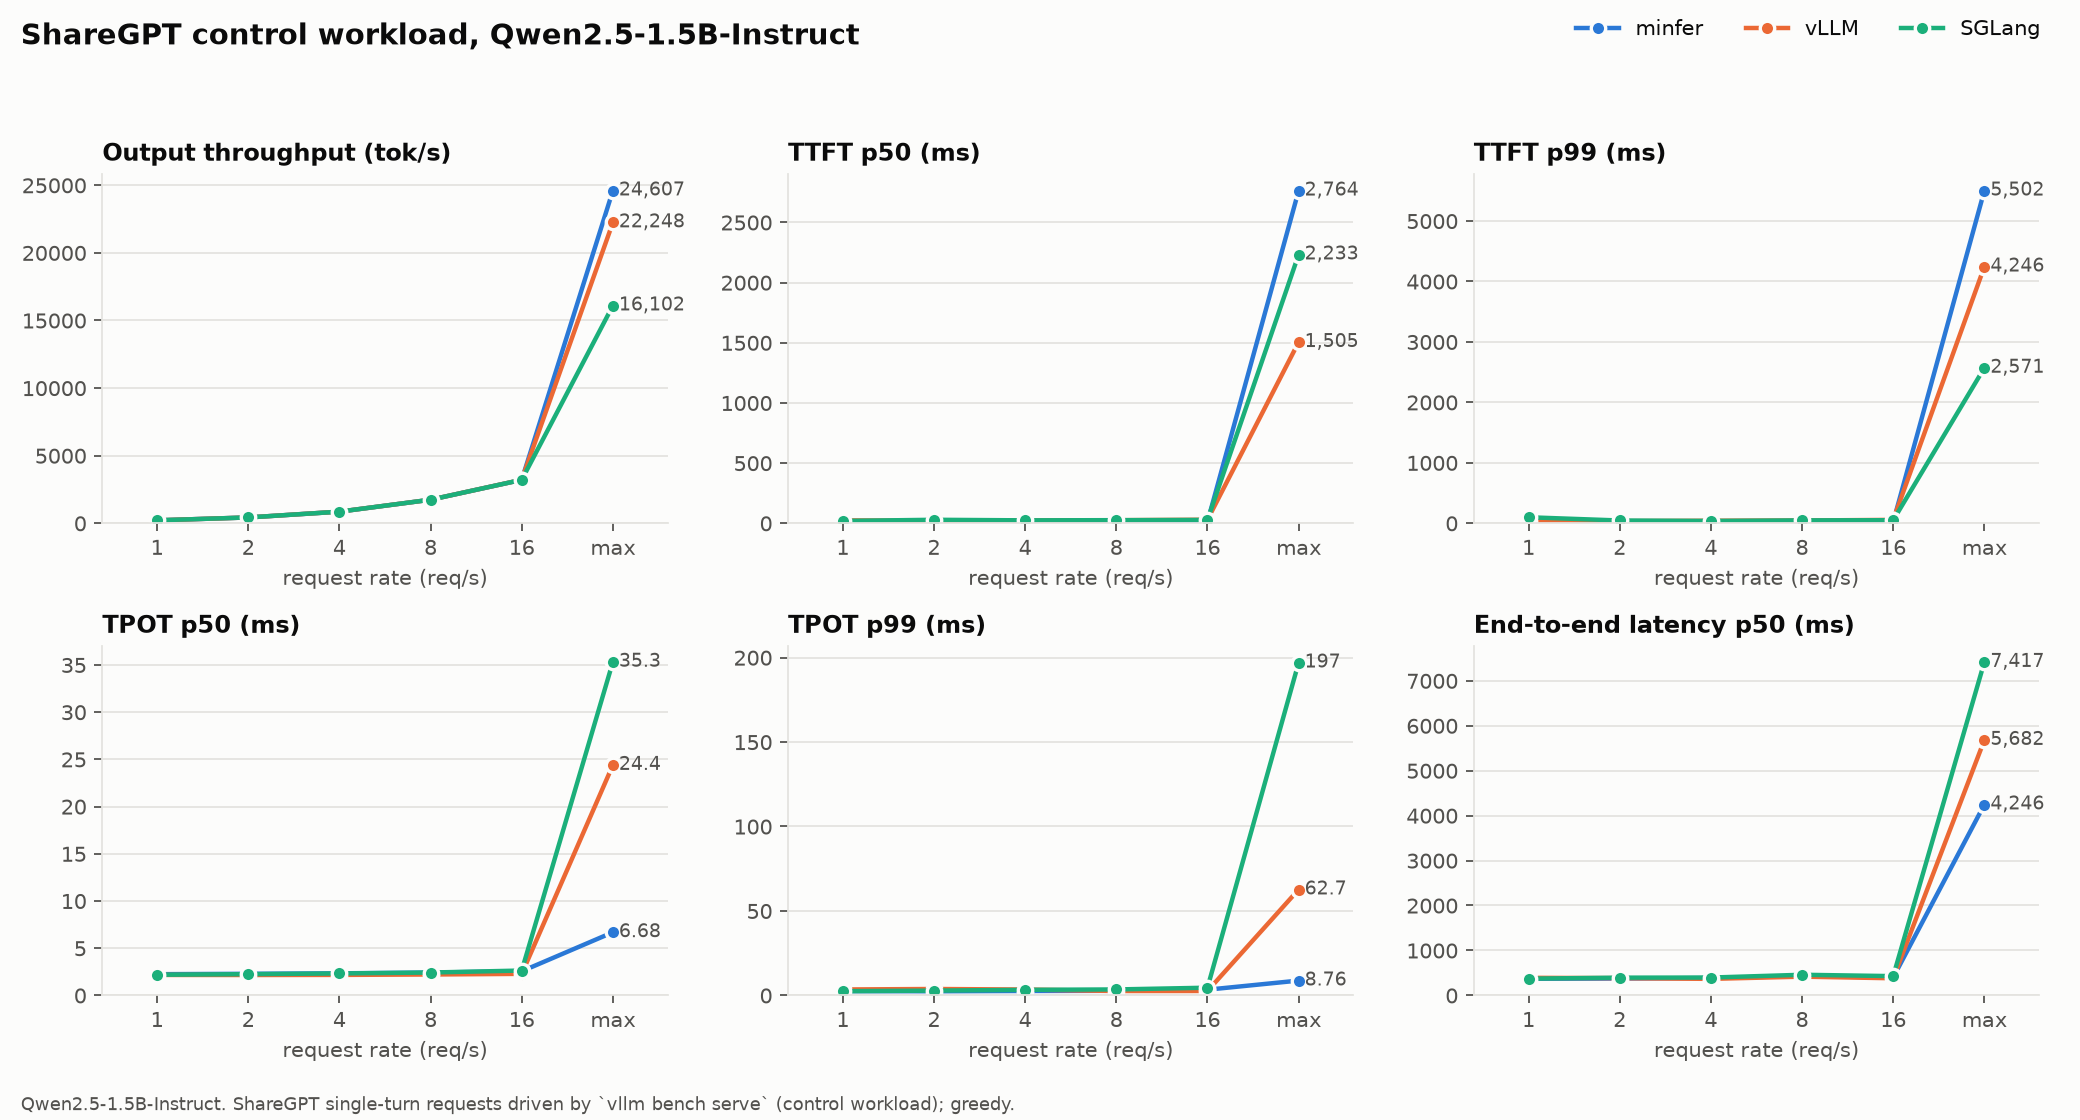 ShareGPT control workload, Qwen2.5-1.5B-Instruct
minfer vLLM SGLang
Output throughput (tok/s)
25000
20000
15000
10000
5000
0
24,607
22,248
16,102
1 2 4 8 16 max
request rate (req/s)
TTFT p50 (ms)
2500
2000
1500
1000
500
0
2,764
2,233
1,505
1 2 4 8 16 max
request rate (req/s)
TTFT p99 (ms)
5000
4000
3000
2000
1000
0
5,502
4,246
2,571
1 2 4 8 16 max
request rate (req/s)
TPOT p50 (ms)
35
30
25
20
15
10
5
0
35.3
24.4
6.68
1 2 4 8 16 max
request rate (req/s)
TPOT p99 (ms)
200
150
100
50
0
197
62.7
8.76
1 2 4 8 16 max
request rate (req/s)
End-to-end latency p50 (ms)
7000
6000
5000
4000
3000
2000
1000
0
7,417
5,682
4,246
1 2 4 8 16 max
request rate (req/s)
Qwen2.5-1.5B-Instruct. ShareGPT single-turn requests driven by `vllm bench serve` (control workload); greedy.